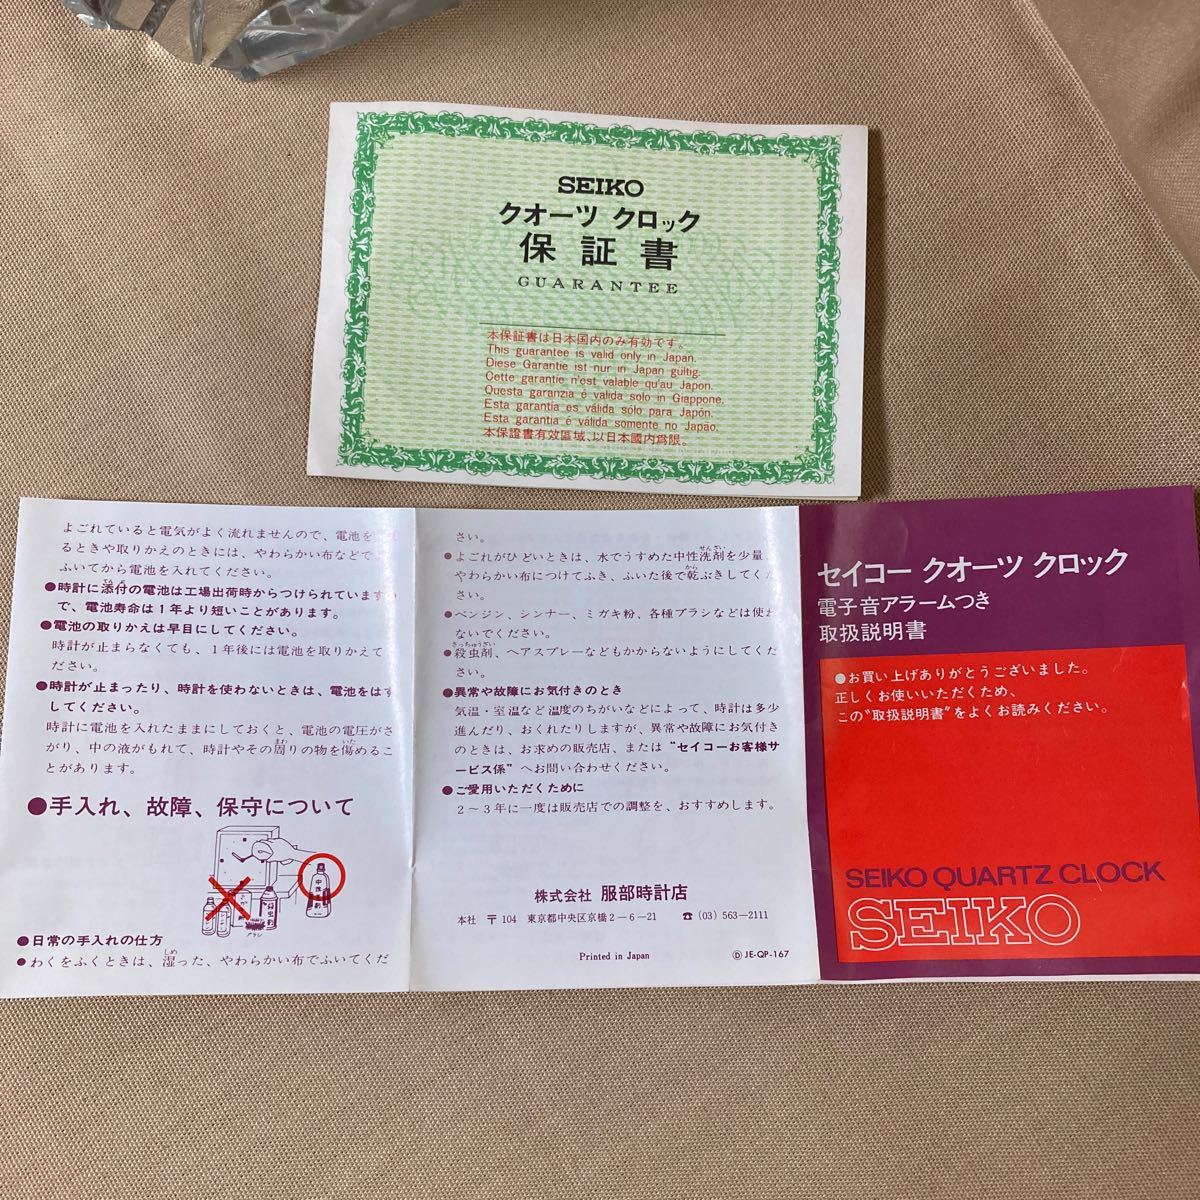 SEIKO
クオーツ クロック
保証書
GUARANTEE
本保証書は日本国内のみ有効です。
This guarantee is valid only in Japan.
Diese Garantie ist nur in Japan gültig.
Cette garantie n'est valable qu'au Japon.
Questa garanzia é valida solo in Giappone.
Esta garantía es válida sólo para Japón.
Esta garantia é válida somente no Japão.
本保證書有效區域、以日本國内爲限。
よごれていると電気がよく流れませんので、電池を
るときや取りかえのときには、やわらかい布などで
ふいてから電池を入れてください。
●時計に添付の電池は工場出荷時からつけられています
で、電池寿命は1年より短いことがあります。
●電池の取りかえは早目にしてください。
時計が止まらなくても、1年後には電池を取りかえて
ださい。
●時計が止まったり、時計を使わないときは、電池をはず
してください。
時計に電池を入れたままにしておくと、電池の電圧がさ
がり、中の液がもれて、時計やその周りの物を傷めるこ
とがあります。
●手入れ、故障、保守について
中性洗剤
殺虫剤
ブラシ
●日常の手入れの仕方
●わくをふくときは、湿った、やわらかい布でふいてくだ
さい。
●よごれがひどいときは、水でうすめた中性洗剤を少量
やわらかい布につけてふき、ふいた後で乾ぶきしてく
ださい。
●ベンジン、シンナー、ミガキ粉、各種ブラシなどは使わ
ないでください。
●殺虫剤、ヘアスプレーなどもかからないようにしてくだ
さい。
●異常や故障にお気付きのとき
気温・室温など温度のちがいなどによって、時計は多少
進んだり、おくれたりしますが、異常や故障にお気付き
のときは、お求めの販売店、または“セイコーお客様サ
ービス係”へお問い合わせください。
●ご愛用いただくために
2〜3年に一度は販売店での調整を、おすすめします。
株式会社 服部時計店
本社 〒104 東京都中央区京橋2-6-21 ☎(03) 563-2111
Printed in Japan Ⓓ JE-QP-167
セイコー クオーツ クロック
電子音アラームつき
取扱説明書
●お買い上げありがとうございました。
正しくお使いいただくため、
この“取扱説明書”をよくお読みください。
SEIKO QUARTZ CLOCK
SEIKO